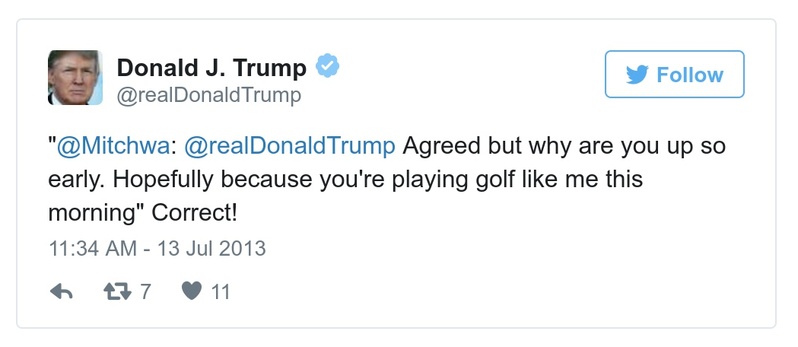 Donald J. Trump
@realDonaldTrump
Follow
"@Mitchwa: @realDonaldTrump Agreed but why are you up so
early. Hopefully because you're playing golf like me this
morning" Correct!
11:34 AM - 13 Jul 2013
7 11